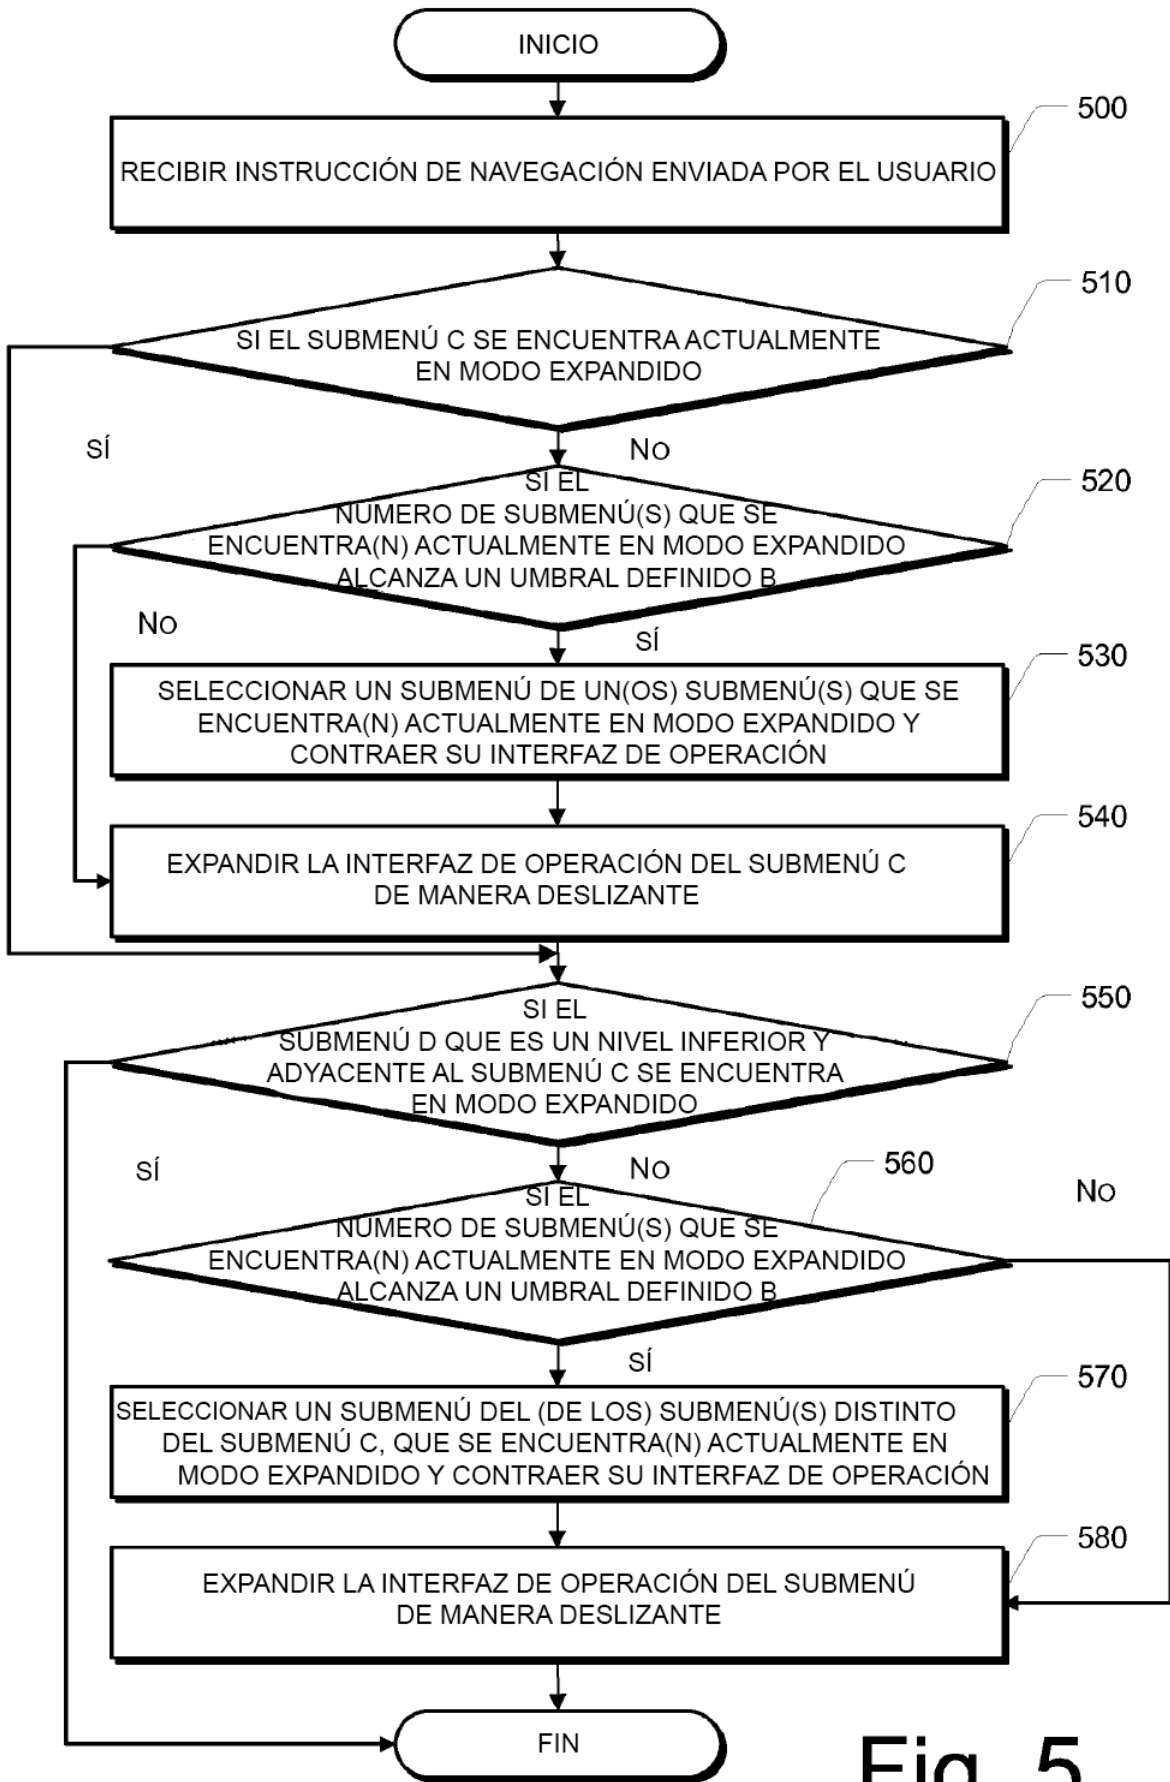 INICIO
500
RECIBIR INSTRUCCIÓN DE NAVEGACIÓN ENVIADA POR EL USUARIO
510
SI EL SUBMENÚ C SE ENCUENTRA ACTUALMENTE
EN MODO EXPANDIDO
SÍ
No
520
SI EL
NÚMERO DE SUBMENÚ(S) QUE SE
ENCUENTRA(N) ACTUALMENTE EN MODO EXPANDIDO
ALCANZA UN UMBRAL DEFINIDO B
No
SÍ
530
SELECCIONAR UN SUBMENÚ DE UN(OS) SUBMENÚ(S) QUE SE
ENCUENTRA(N) ACTUALMENTE EN MODO EXPANDIDO Y
CONTRAER SU INTERFAZ DE OPERACIÓN
540
EXPANDIR LA INTERFAZ DE OPERACIÓN DEL SUBMENÚ C
DE MANERA DESLIZANTE
550
SI EL
SUBMENÚ D QUE ES UN NIVEL INFERIOR Y
ADYACENTE AL SUBMENÚ C SE ENCUENTRA
EN MODO EXPANDIDO
SÍ
No
560
No
SI EL
NÚMERO DE SUBMENÚ(S) QUE SE
ENCUENTRA(N) ACTUALMENTE EN MODO EXPANDIDO
ALCANZA UN UMBRAL DEFINIDO B
SÍ
570
SELECCIONAR UN SUBMENÚ DEL (DE LOS) SUBMENÚ(S) DISTINTO
DEL SUBMENÚ C, QUE SE ENCUENTRA(N) ACTUALMENTE EN
MODO EXPANDIDO Y CONTRAER SU INTERFAZ DE OPERACIÓN
580
EXPANDIR LA INTERFAZ DE OPERACIÓN DEL SUBMENÚ
DE MANERA DESLIZANTE
FIN
Fig. 5